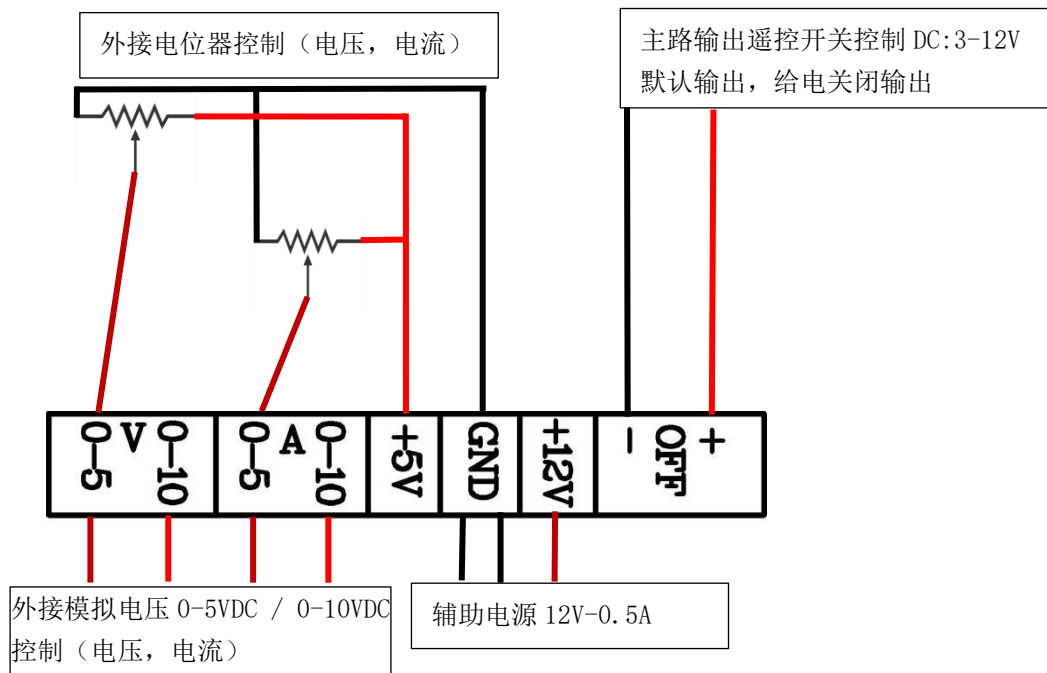 外接电位器控制（电压，电流）
主路输出遥控开关控制 DC:3-12V
默认输出，给电关闭输出
0-5 V 0-10
0-5 A 0-10
+5V
GND
+12V
- OFF +
外接模拟电压 0-5VDC / 0-10VDC
控制（电压，电流）
辅助电源 12V-0.5A